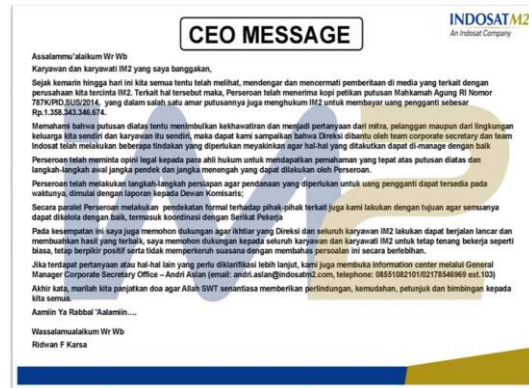 CEO MESSAGE
INDOSAT M2
An Indosat Company
Assalammu'alaikum Wr Wb
Karyawan dan karyawati IM2 yang saya banggakan,
Sejak kemarin hingga hari ini kita semua tentu telah melihat, mendengar dan mencermati pemberitaan di media yang terkait dengan
perusahaan kita tercinta IM2. Terkait hal tersebut maka, Perseroan telah menerima kopi petikan putusan Mahkamah Agung RI Nomor
787K/PID.SUS/2014, yang dalam salah satu amar putusannya juga menghukum IM2 untuk membayar uang pengganti sebesar
Rp.1.358.343.346.674.
Memahami bahwa putusan diatas tentu menimbulkan kekhawatiran dan menjadi pertanyaan dari mitra, pelanggan maupun dari lingkungan
keluarga kita sendiri dan karyawan itu sendiri, maka dapat kami sampaikan bahwa Direksi dibantu oleh team corporate secretary dan team
Indosat telah melakukan beberapa tindakan yang diperlukan meyakinkan agar hal-hal yang ditakutkan dapat di-manage dengan baik
Perseroan telah meminta opini legal kepada para ahli hukum untuk mendapatkan pemahaman yang tepat atas putusan diatas dan
langkah-langkah awal jangka pendek dan jangka menengah yang dapat dilakukan oleh Perseroan.
Perseroan telah melakukan langkah-langkah persiapan agar pendanaan yang diperlukan untuk uang pengganti dapat tersedia pada
waktunya, dimulai dengan laporan kepada Dewan Komisaris;
Secara paralel Perseroan melakukan pendekatan formal terhadap pihak-pihak terkait juga kami lakukan dengan tujuan agar semuanya
dapat dikelola dengan baik, termasuk koordinasi dengan Serikat Pekerja
Pada kesempatan ini saya juga memohon dukungan agar ikhtiar yang Direksi dan seluruh karyawan IM2 lakukan dapat berjalan lancar dan
membuahkan hasil yang terbaik, saya memohon dukungan kepada seluruh karyawan dan karyawati IM2 untuk tetap tenang bekerja seperti
biasa, tetap berpikir positif serta tidak memperkeruh suasana dengan membahas persoalan ini secara berlebihan.
Jika terdapat pertanyaan atau hal-hal lain yang perlu diklarifikasi lebih lanjut, kami juga membuka information center melalui General
Manager Corporate Secretary Office – Andri Aslan (email: andri.aslan@indosatm2.com, telephone: 08551082101/02178546969 ext.103)
Akhir kata, marilah kita panjatkan doa agar Allah SWT senantiasa memberikan perlindungan, kemudahan, petunjuk dan bimbingan kepada
kita semua.
Aamiin Ya Rabbal 'Aalamiin....
Wassalamualaikum Wr Wb
Ridwan F Karsa